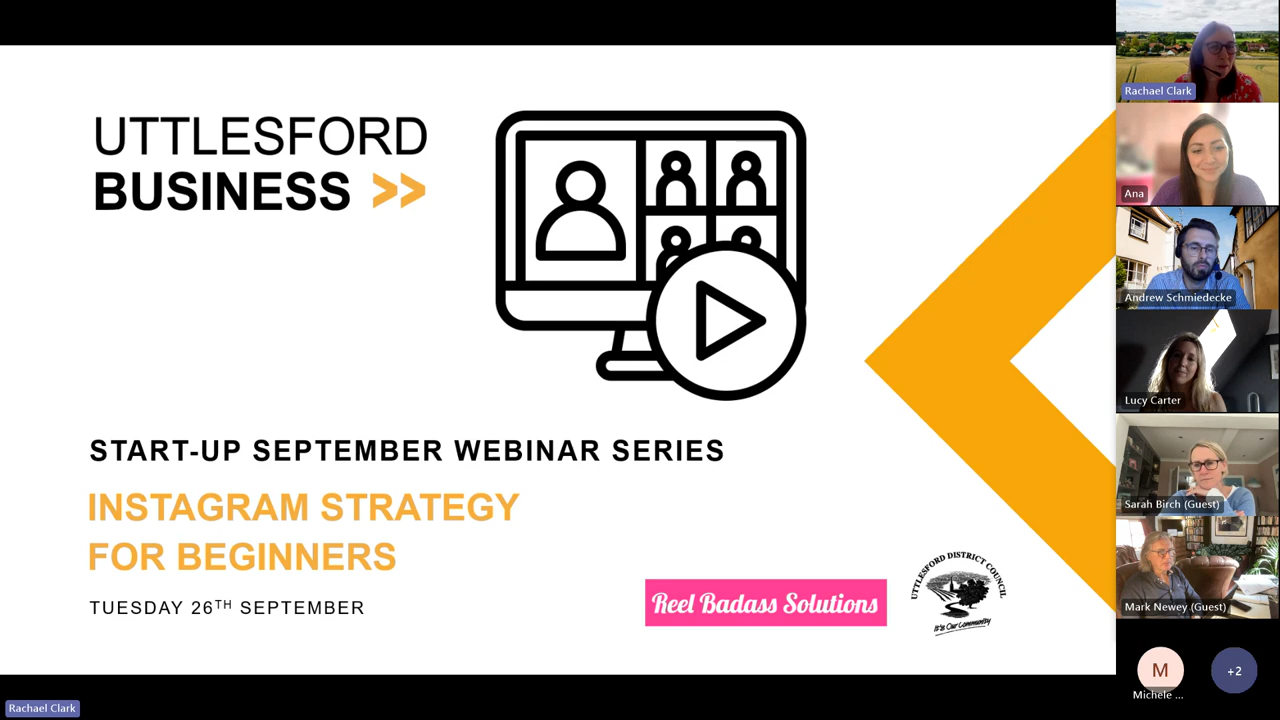 UTTLESFORD
BUSINESS >>
START-UP SEPTEMBER WEBINAR SERIES
INSTAGRAM STRATEGY
FOR BEGINNERS
TUESDAY 26TH SEPTEMBER
Reel Badass Solutions
UTTLESFORD DISTRICT COUNCIL
It's Our Community
Rachael Clark
Ana
Andrew Schmiedecke
Lucy Carter
Sarah Birch (Guest)
Mark Newey (Guest)
M
Michele ...
+2
Rachael Clark